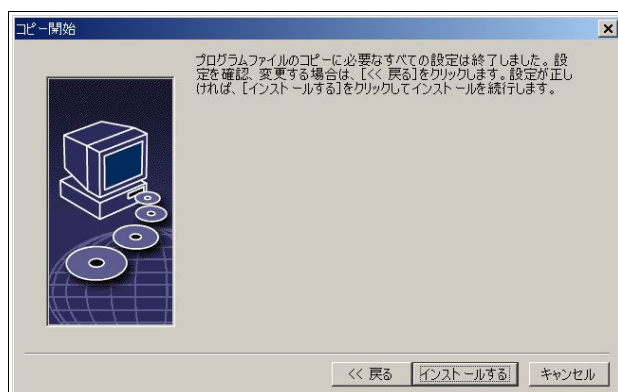 コピー開始
プログラムファイルのコピーに必要なすべての設定は終了しました。設
定を確認、変更する場合は、[<< 戻る]をクリックします。設定が正し
ければ、[インストールする]をクリックしてインストールを続行します。
<< 戻る
インストールする
キャンセル